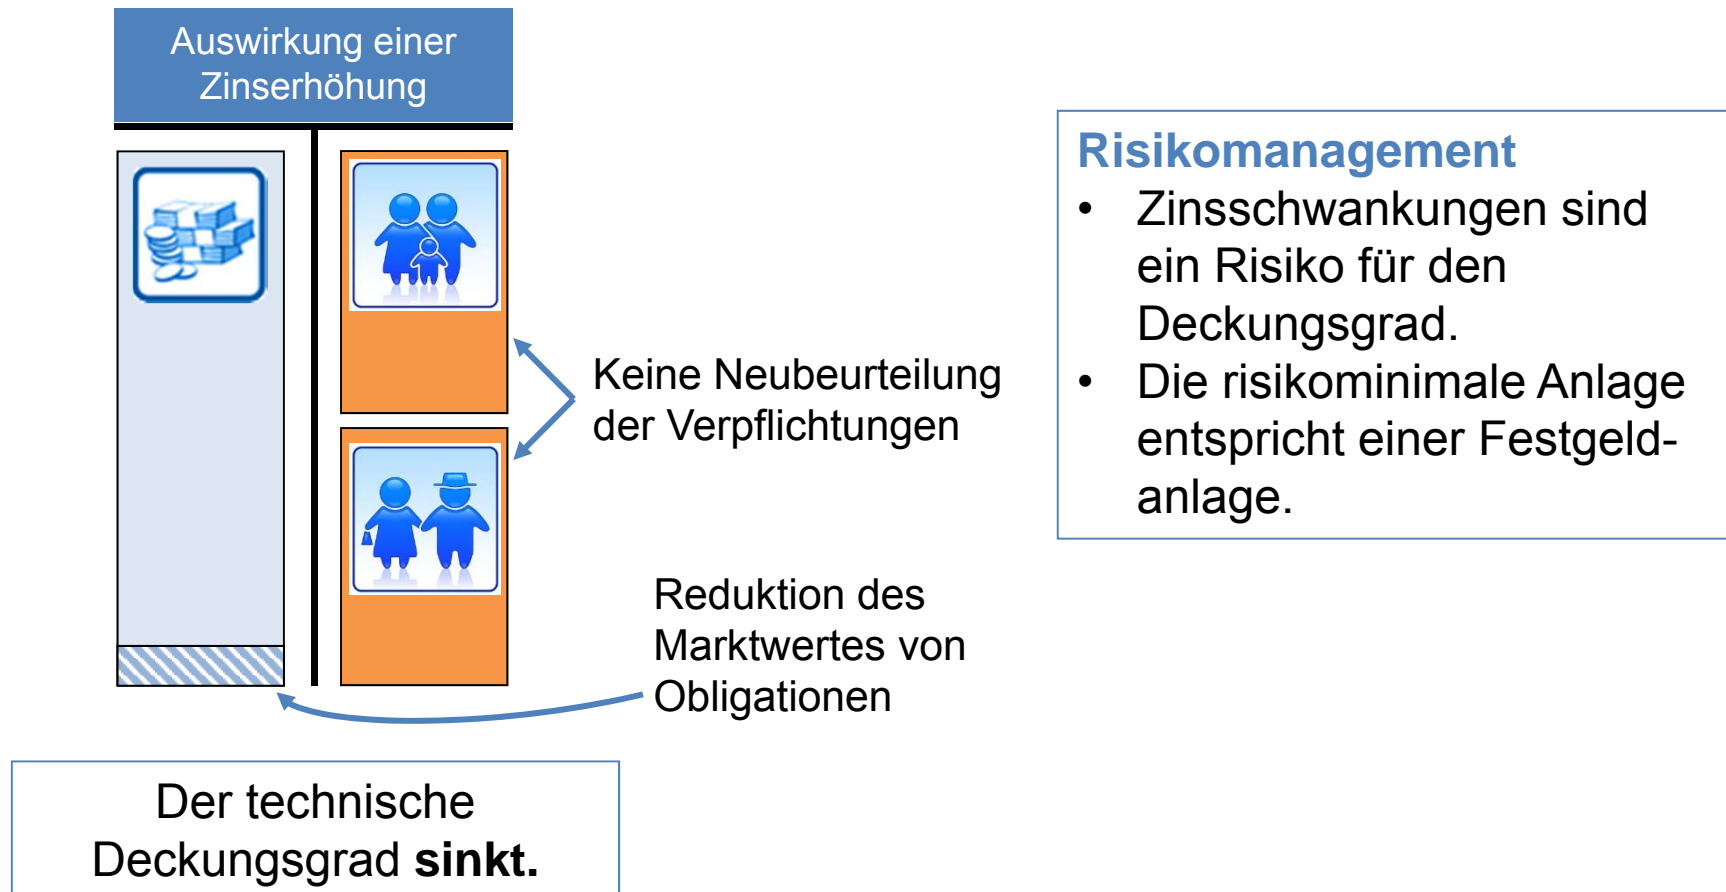 Auswirkung einer
Zinserhöhung
Risikomanagement
• Zinsschwankungen sind
ein Risiko für den
Deckungsgrad.
• Die risikominimale Anlage
entspricht einer Festgeld-
anlage.
Keine Neubeurteilung
der Verpflichtungen
Reduktion des
Marktwertes von
Obligationen
Der technische
Deckungsgrad sinkt.